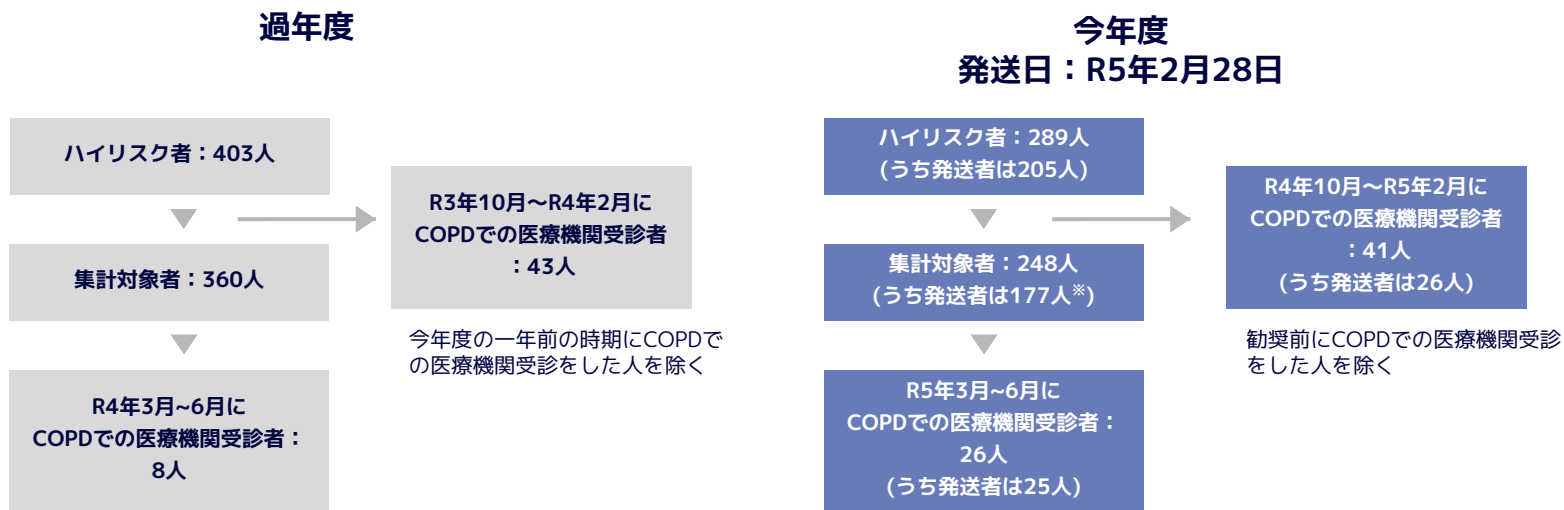 過年度
ハイリスク者：403人
R3年10月～R4年2月に
COPDでの医療機関受診者
：43人
集計対象者：360人
今年度の一年前の時期にCOPDで
の医療機関受診をした人を除く
R4年3月~6月に
COPDでの医療機関受診者：
8人
今年度
発送日：R5年2月28日
ハイリスク者：289人
(うち発送者は205人)
R4年10月～R5年2月に
COPDでの医療機関受診者
：41人
(うち発送者は26人)
集計対象者：248人
(うち発送者は177人※)
勧奨前にCOPDでの医療機関受診
をした人を除く
R5年3月~6月に
COPDでの医療機関受診者：
26人
(うち発送者は25人)